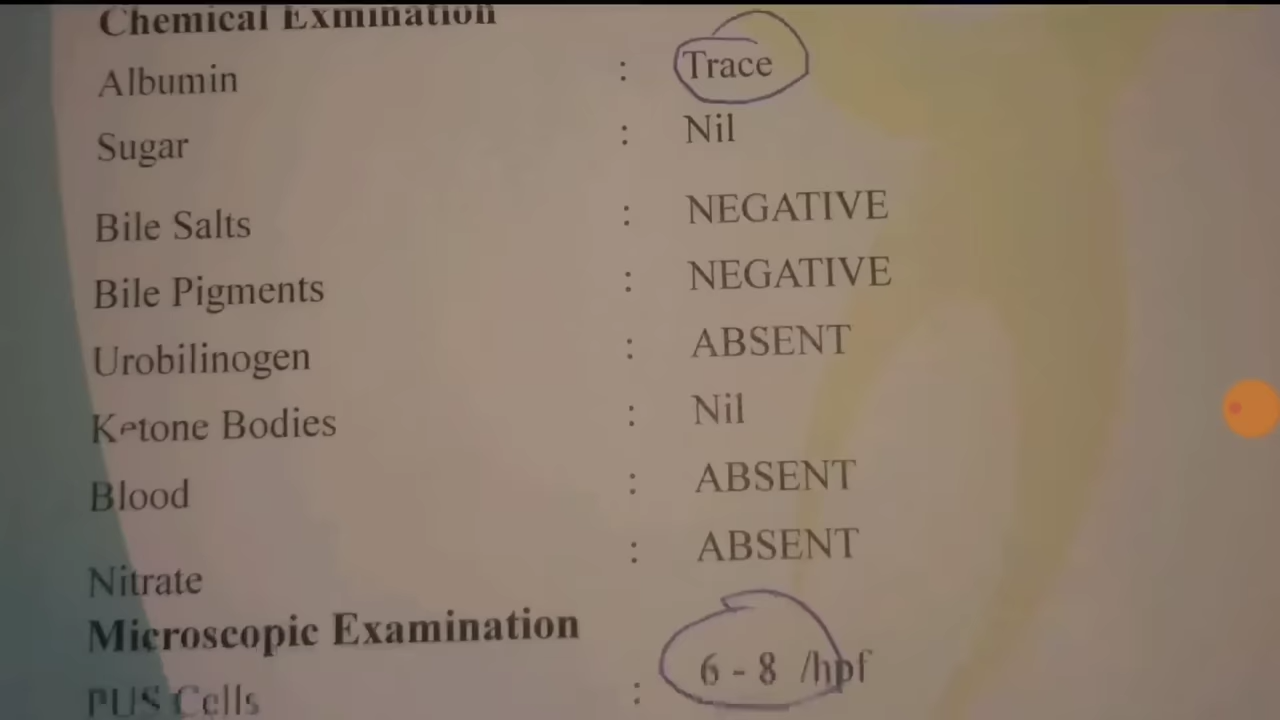 Chemical Exmination
Albumin : Trace
Sugar : Nil
Bile Salts : NEGATIVE
Bile Pigments : NEGATIVE
Urobilinogen : ABSENT
Ketone Bodies : Nil
Blood : ABSENT
Nitrate : ABSENT
Microscopic Examination
PUS Cells : 6 - 8 /hpf